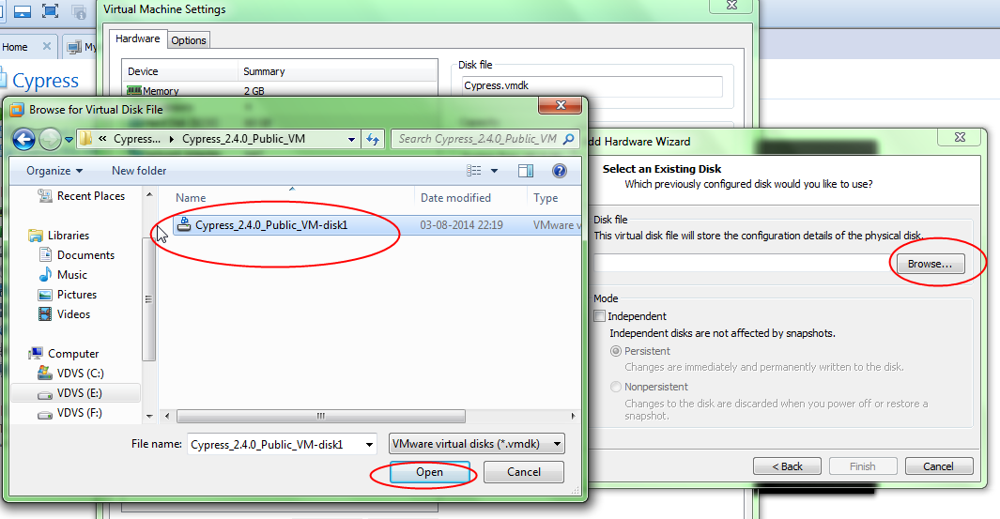 Virtual Machine Settings
Home
My
Cypress
Hardware
Options
Device
Summary
Memory
2 GB
Disk file
Cypress.vmdk
Browse for Virtual Disk File
« Cypress...
Cypress_2.4.0_Public_VM
Search Cypress_2.4.0_Public_VM
Organize
New folder
Name
Date modified
Type
Recent Places
Cypress_2.4.0_Public_VM-disk1
03-08-2014 22:19
VMware v
Libraries
Documents
Music
Pictures
Videos
Computer
VDVS (C:)
VDVS (E:)
VDVS (F:)
File name:
Cypress_2.4.0_Public_VM-disk1
VMware virtual disks (*.vmdk)
Open
Cancel
dd Hardware Wizard
Select an Existing Disk
Which previously configured disk would you like to use?
Disk file
This virtual disk file will store the configuration details of the physical disk.
Browse...
Mode
Independent
Independent disks are not affected by snapshots.
Persistent
Changes are immediately and permanently written to the disk.
Nonpersistent
Changes to the disk are discarded when you power off or restore a
snapshot.
< Back
Finish
Cancel